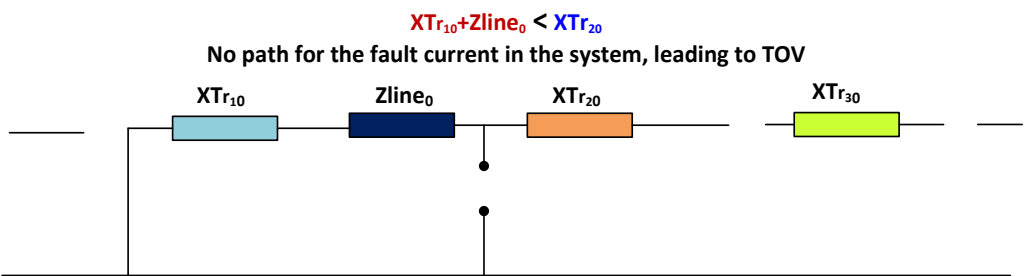 XTr₁₀+Zline₀ < XTr₂₀
No path for the fault current in the system, leading to TOV
XTr₁₀ Zline₀ XTr₂₀ XTr₃₀